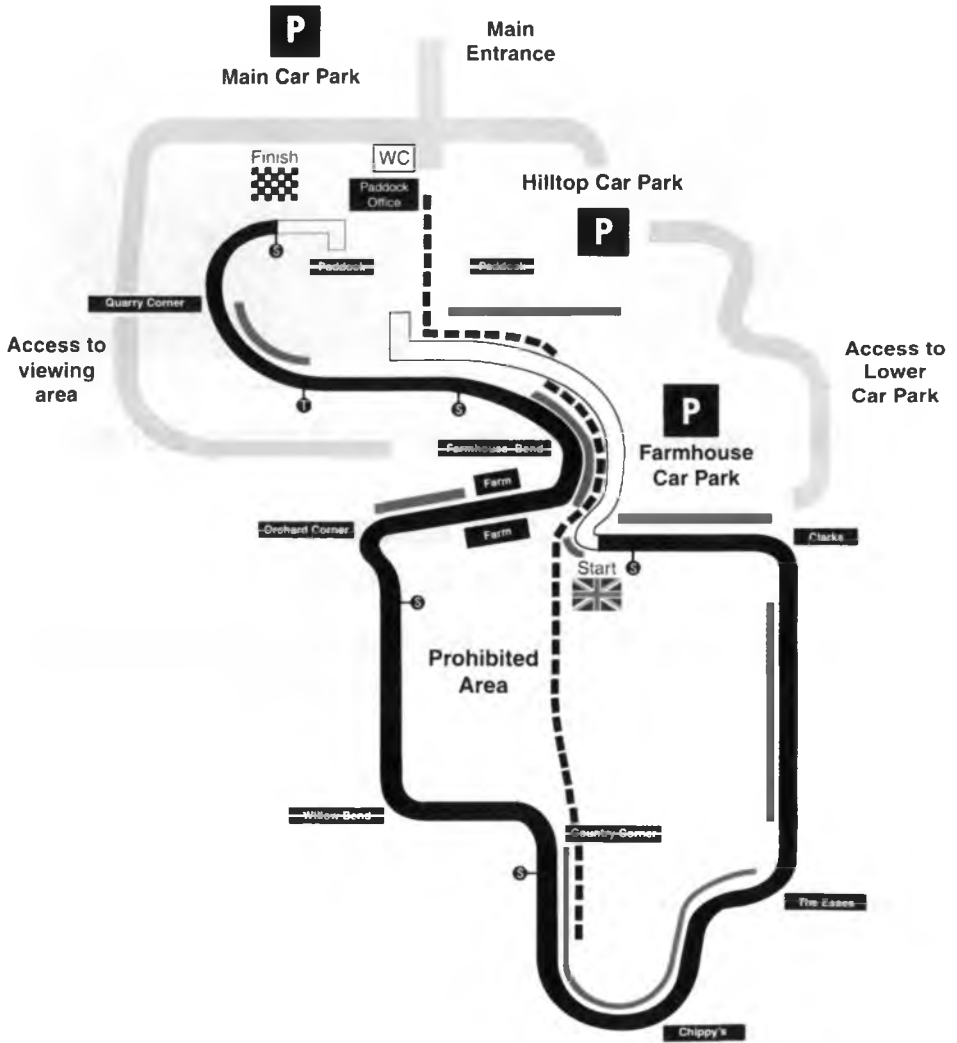 P
Main
Entrance
Main Car Park
Finish
WC
Paddock
Office
Hilltop Car Park
P
S
Paddock
Paddock
Quarry Corner
Access to
viewing
area
Access to
Lower
Car Park
P
T
S
Farmhouse Bend
Farmhouse
Car Park
Farm
Orchard Corner
Farm
Clarks
Start
S
S
Prohibited
Area
Willow Bend
Country Corner
S
The Esses
Chippy's